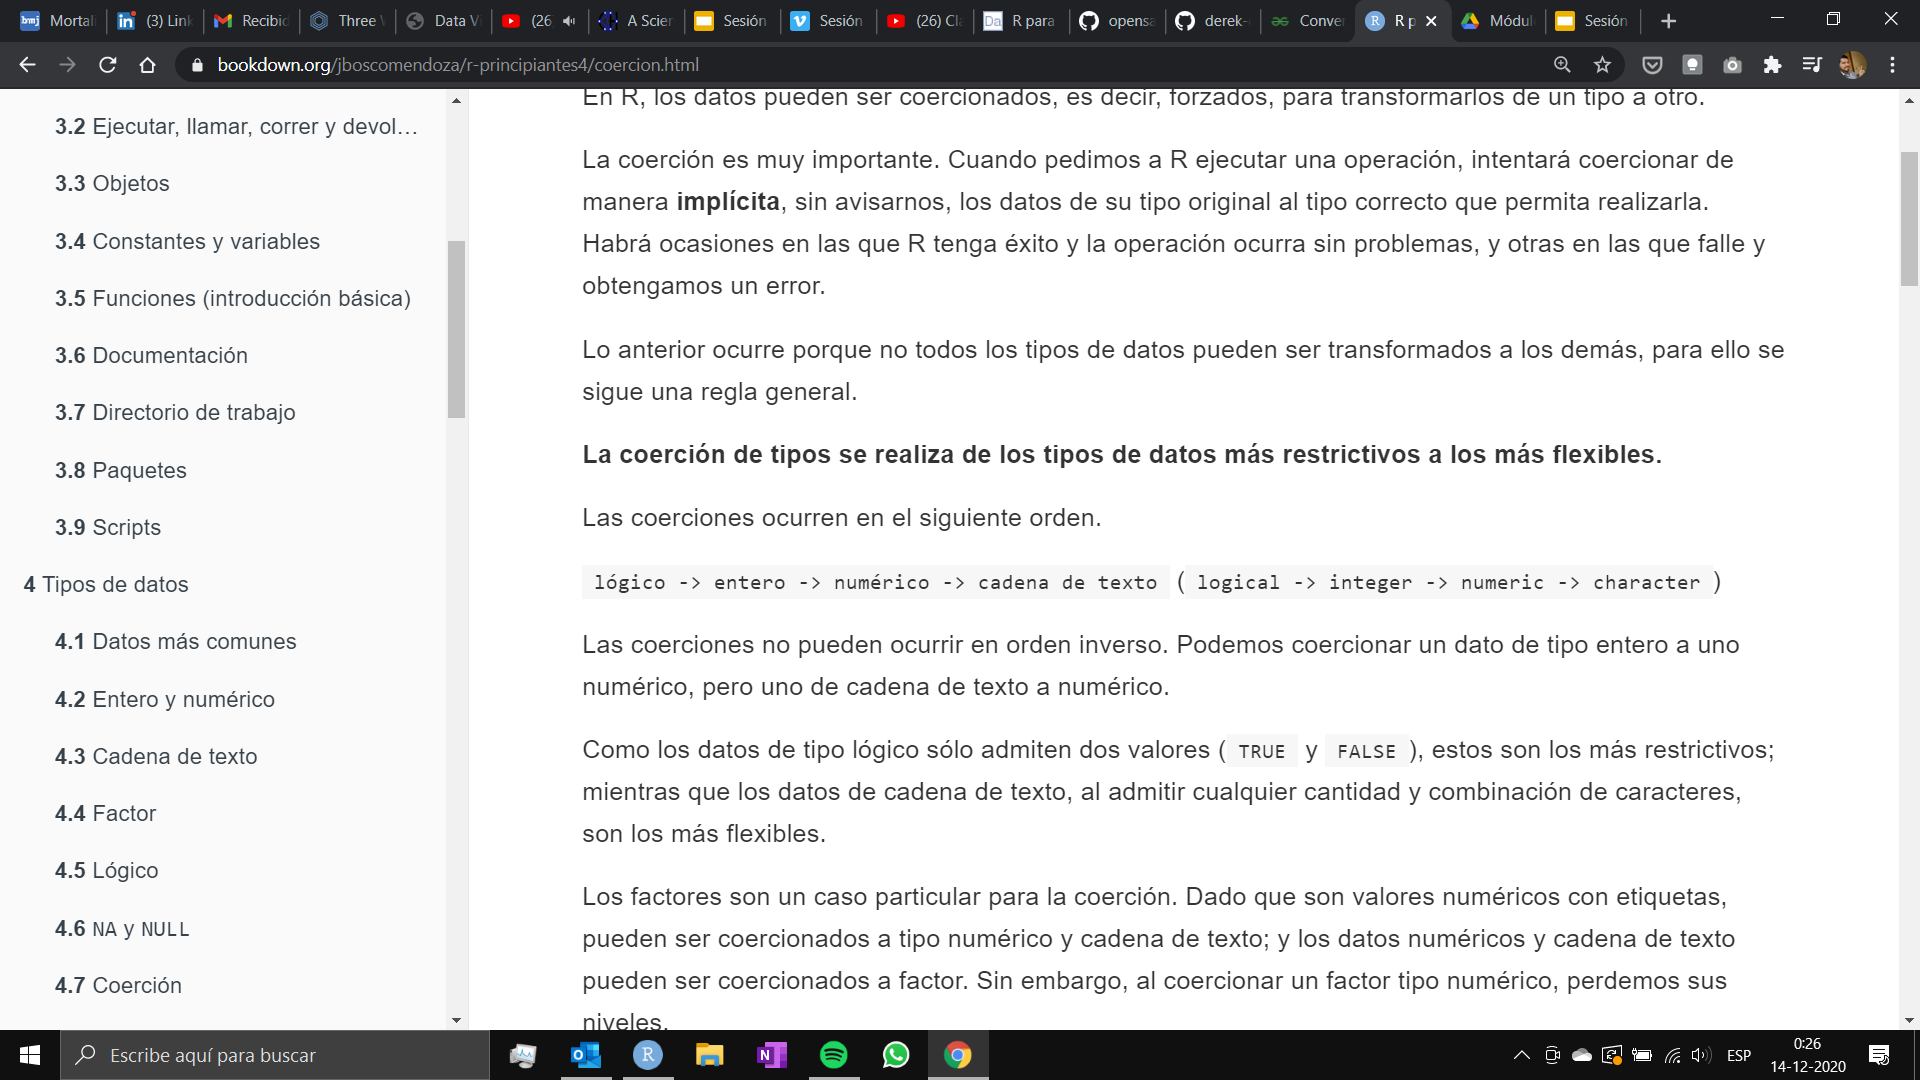 Mortali
(3) Link
Recibid
Three V
Data Vi
(26
A Scien
Sesión
Sesión
(26) Cla
R para
opensa
derek-
Conver
R p
Módul
Sesión
bookdown.org/jboscomendoza/r-principiantes4/coercion.html
3.2 Ejecutar, llamar, correr y devol…
3.3 Objetos
3.4 Constantes y variables
3.5 Funciones (introducción básica)
3.6 Documentación
3.7 Directorio de trabajo
3.8 Paquetes
3.9 Scripts
4 Tipos de datos
4.1 Datos más comunes
4.2 Entero y numérico
4.3 Cadena de texto
4.4 Factor
4.5 Lógico
4.6 NA y NULL
4.7 Coerción
En R, los datos pueden ser coercionados, es decir, forzados, para transformarlos de un tipo a otro.
La coerción es muy importante. Cuando pedimos a R ejecutar una operación, intentará coercionar de
manera implícita, sin avisarnos, los datos de su tipo original al tipo correcto que permita realizarla.
Habrá ocasiones en las que R tenga éxito y la operación ocurra sin problemas, y otras en las que falle y
obtengamos un error.
Lo anterior ocurre porque no todos los tipos de datos pueden ser transformados a los demás, para ello se
sigue una regla general.
La coerción de tipos se realiza de los tipos de datos más restrictivos a los más flexibles.
Las coerciones ocurren en el siguiente orden.
lógico -> entero -> numérico -> cadena de texto ( logical -> integer -> numeric -> character )
Las coerciones no pueden ocurrir en orden inverso. Podemos coercionar un dato de tipo entero a uno
numérico, pero uno de cadena de texto a numérico.
Como los datos de tipo lógico sólo admiten dos valores ( TRUE y FALSE ), estos son los más restrictivos;
mientras que los datos de cadena de texto, al admitir cualquier cantidad y combinación de caracteres,
son los más flexibles.
Los factores son un caso particular para la coerción. Dado que son valores numéricos con etiquetas,
pueden ser coercionados a tipo numérico y cadena de texto; y los datos numéricos y cadena de texto
pueden ser coercionados a factor. Sin embargo, al coercionar un factor tipo numérico, perdemos sus
niveles.
Escribe aquí para buscar
ESP
0:26
14-12-2020